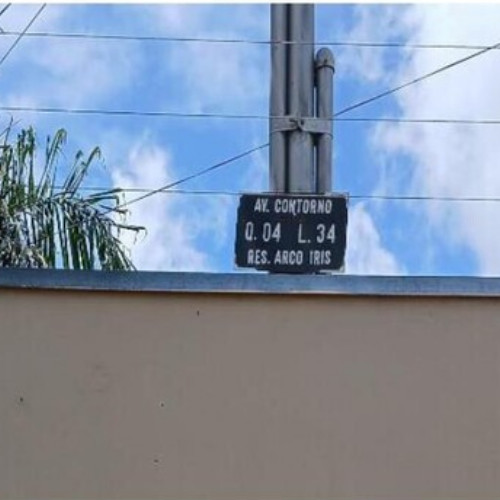 AV. CONTORNO
Q. 04 L. 34
RES. ARCO IRIS